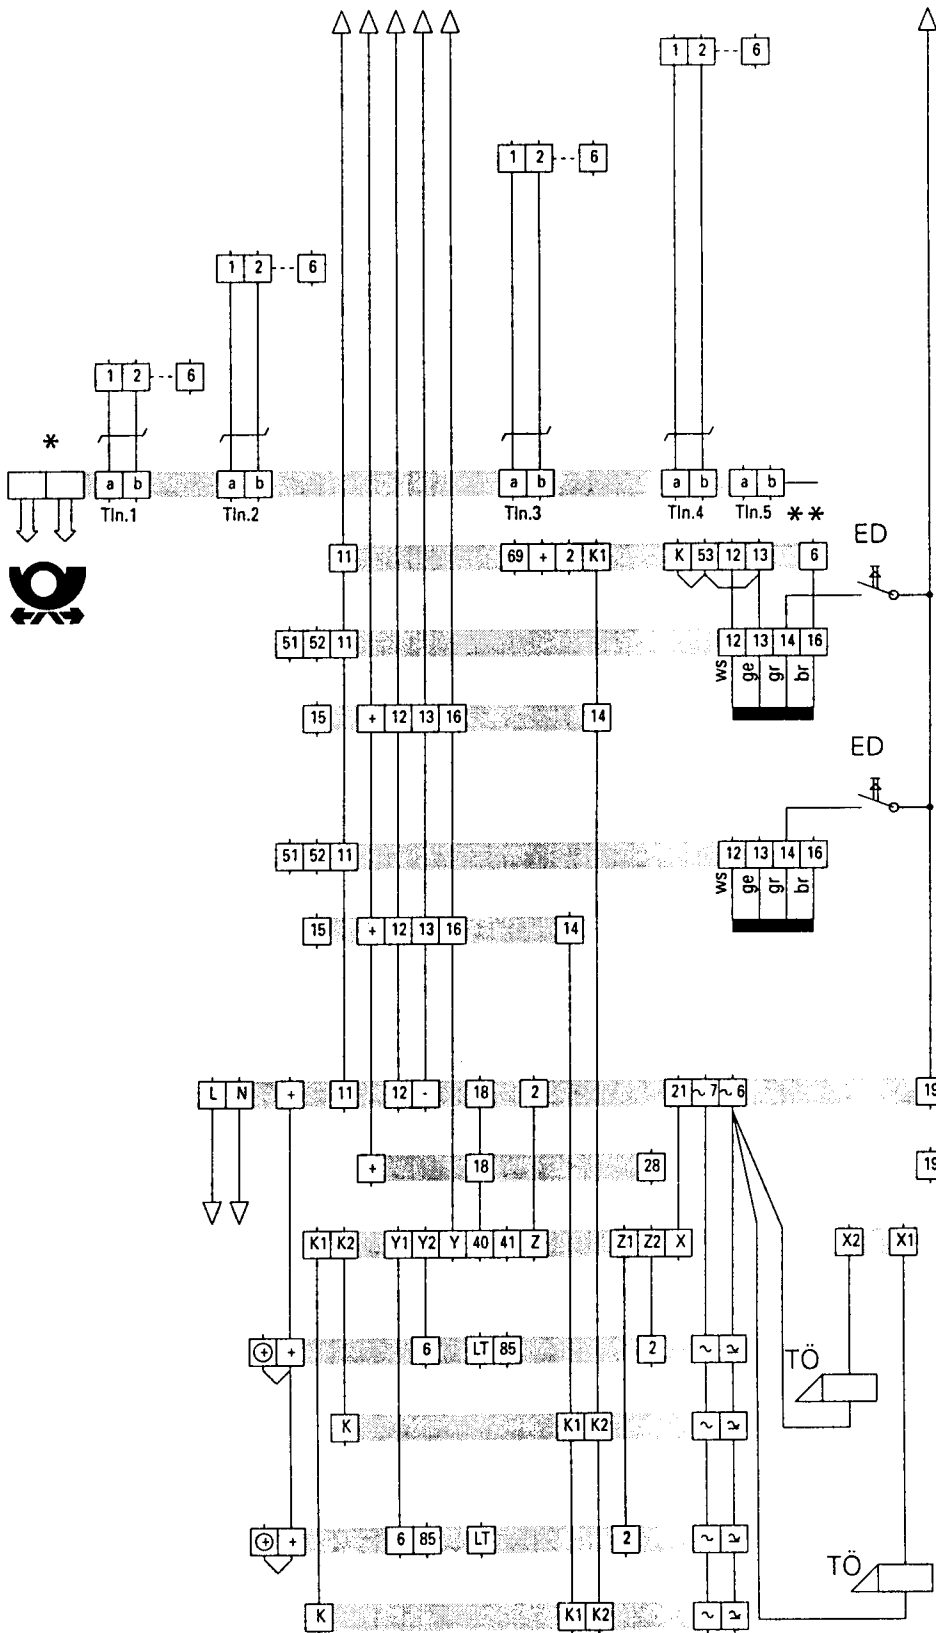 1 2 6
1 2 6
1 2 6
1 2 6
*
a b a b a b a b a b
Tln.1 Tln.2 Tln.3 Tln.4 Tln.5 **
ED
11 69 + 2 K1 K 53 12 13 6
51 52 11 12 13 14 16
ws ge gr br
15 + 12 13 16 14
ED
51 52 11 12 13 14 16
ws ge gr br
15 + 12 13 16 14
L N + 11 12 - 18 2 21 ~7 ~6 19
+ 18 28 19
K1 K2 Y1 Y2 Y 40 41 Z Z1 Z2 X X2 X1
+ + 6 LT 85 2 ~
TÖ
K K1 K2 ~
+ + 6 85 LT 2 ~
TÖ
K K1 K2 ~